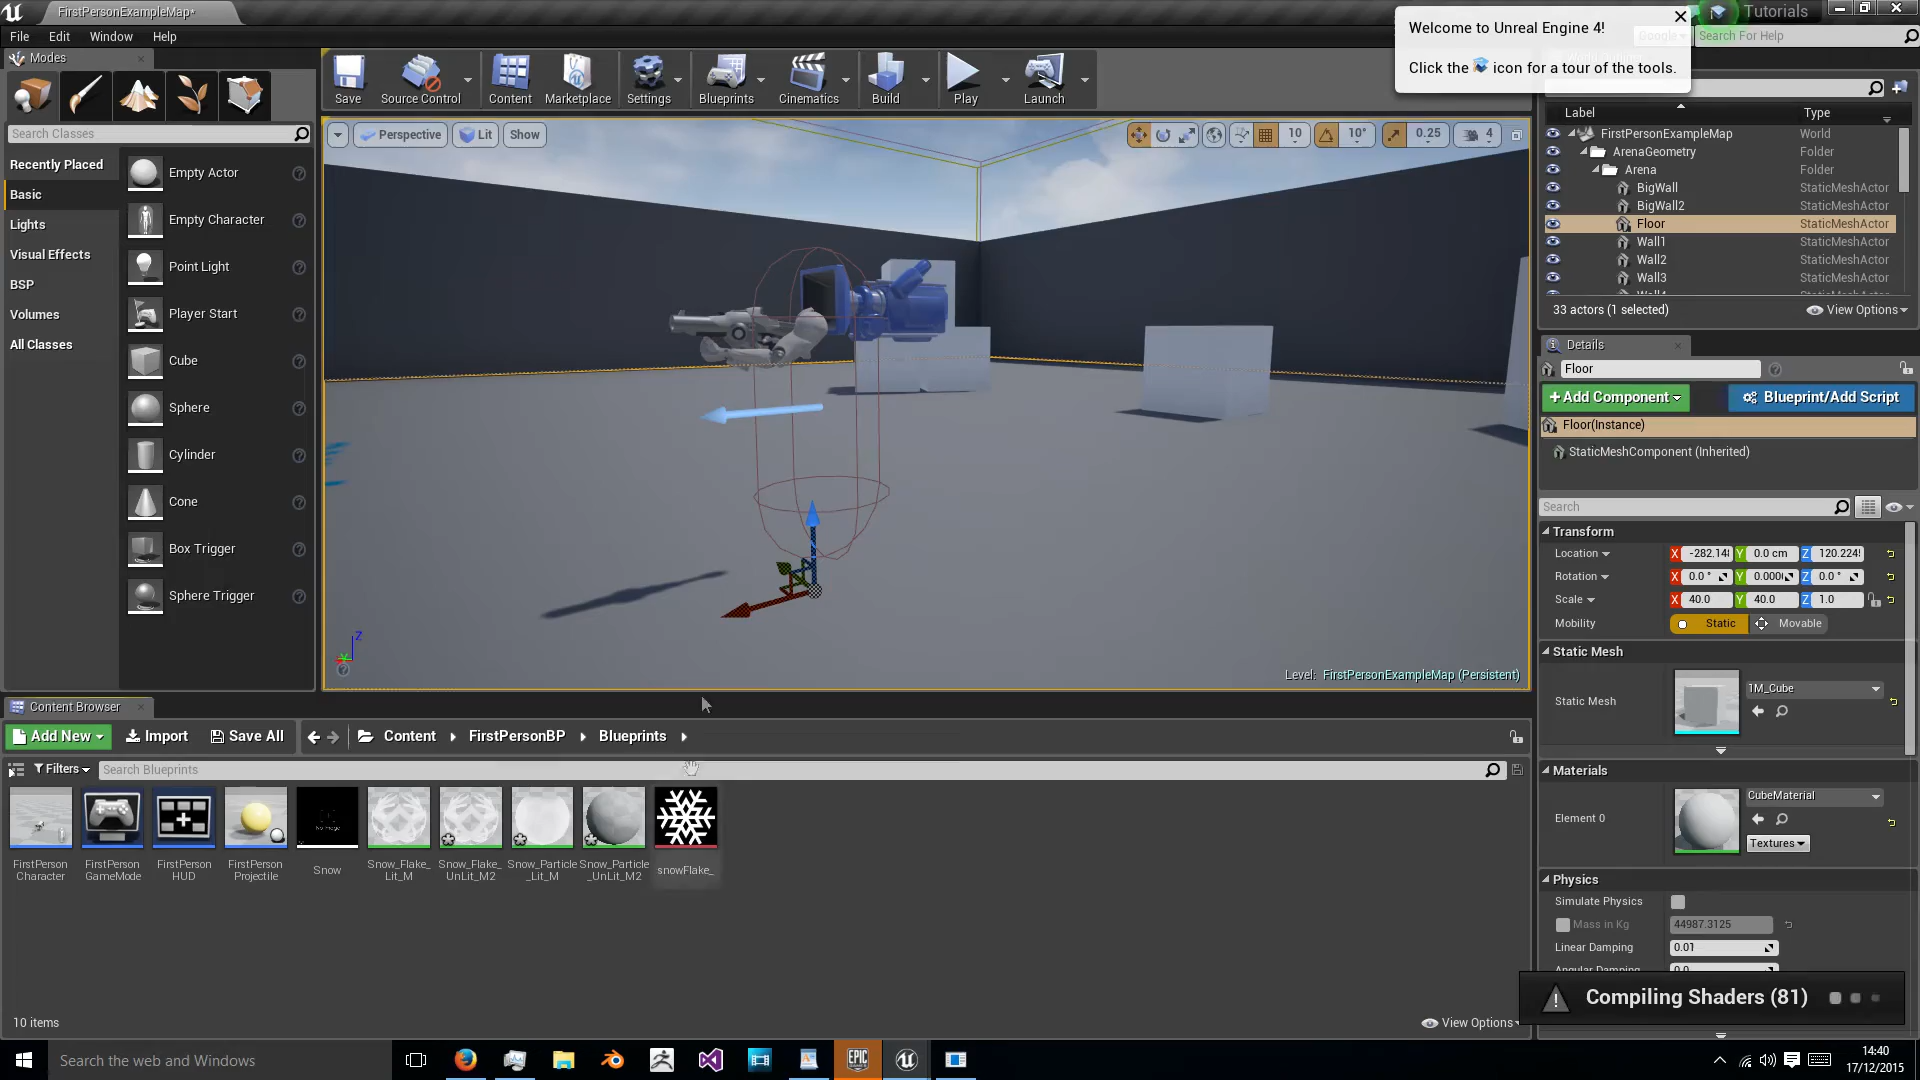 FirstPersonExampleMap*
Tutorials
File Edit Window Help
Search For Help
Welcome to Unreal Engine 4!
Click the icon for a tour of the tools.
Modes
Save Source Control Content Marketplace Settings Blueprints Cinematics Build Play Launch
Search Classes
Recently Placed
Basic
Lights
Visual Effects
BSP
Volumes
All Classes
Empty Actor
Empty Character
Point Light
Player Start
Cube
Sphere
Cylinder
Cone
Box Trigger
Sphere Trigger
Perspective Lit Show
10 10° 0.25 4
Z
Level: FirstPersonExampleMap (Persistent)
Label Type
FirstPersonExampleMap World
ArenaGeometry Folder
Arena Folder
BigWall StaticMeshActor
BigWall2 StaticMeshActor
Floor StaticMeshActor
Wall1 StaticMeshActor
Wall2 StaticMeshActor
Wall3 StaticMeshActor
33 actors (1 selected) View Options
Details
Floor
+Add Component Blueprint/Add Script
Floor(Instance)
StaticMeshComponent (Inherited)
Search
Transform
Location X -282.148 Y 0.0 cm Z 120.2245
Rotation X 0.0 ° Y 0.000 Z 0.0 °
Scale X 40.0 Y 40.0 Z 1.0
Mobility Static Movable
Static Mesh
Static Mesh 1M_Cube
Materials
Element 0 CubeMaterial
Textures
Physics
Simulate Physics
Mass in Kg 44987.3125
Linear Damping 0.01
Angular Damping 0.0
Compiling Shaders (81)
Content Browser
Add New Import Save All Content FirstPersonBP Blueprints
Filters Search Blueprints
FirstPerson
Character
FirstPerson
GameMode
FirstPerson
HUD
FirstPerson
Projectile
Snow
Snow_Flake_
Lit_M
Snow_Flake_
UnLit_M2
Snow_Particle
_Lit_M
Snow_Particle
_UnLit_M2
snowFlake_
10 items
View Options
Search the web and Windows
EPIC
14:40
17/12/2015